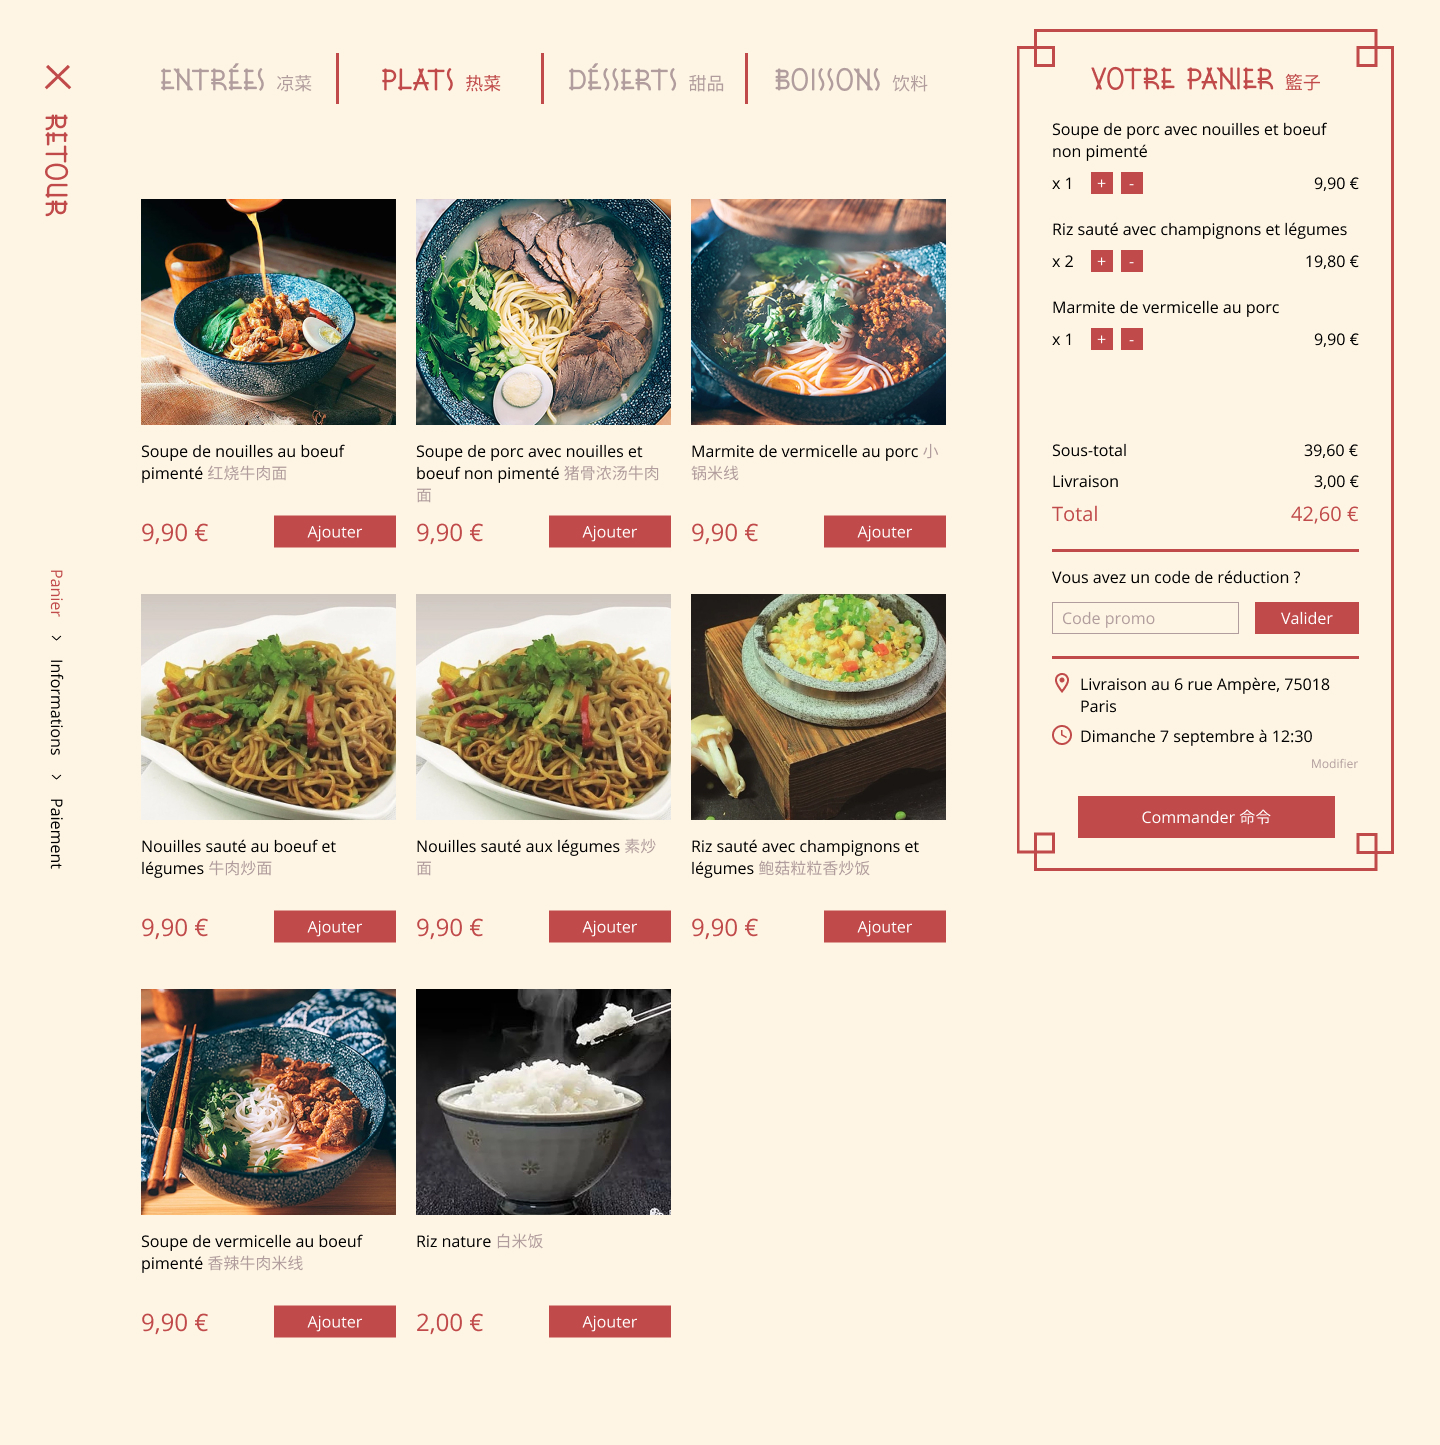 RETOUR
ENTRÉES 凉菜
PLATS 热菜
DÉSSERTS 甜品
BOISSONS 饮料
Soupe de nouilles au boeuf
pimenté 红烧牛肉面
9,90 €
Ajouter
Soupe de porc avec nouilles et
boeuf non pimenté 猪骨浓汤牛肉
面
9,90 €
Ajouter
Marmite de vermicelle au porc 小
锅米线
9,90 €
Ajouter
Nouilles sauté au boeuf et
légumes 牛肉炒面
9,90 €
Ajouter
Nouilles sauté aux légumes 素炒
面
9,90 €
Ajouter
Riz sauté avec champignons et
légumes 鲍菇粒粒香炒饭
9,90 €
Ajouter
Soupe de vermicelle au boeuf
pimenté 香辣牛肉米线
9,90 €
Ajouter
Riz nature 白米饭
2,00 €
Ajouter
Panier > Informations > Paiement
VOTRE PANIER 籃子
Soupe de porc avec nouilles et boeuf
non pimenté
x 1 + - 9,90 €
Riz sauté avec champignons et légumes
x 2 + - 19,80 €
Marmite de vermicelle au porc
x 1 + - 9,90 €
Sous-total 39,60 €
Livraison 3,00 €
Total 42,60 €
Vous avez un code de réduction ?
Code promo
Valider
Livraison au 6 rue Ampère, 75018
Paris
Dimanche 7 septembre à 12:30
Modifier
Commander 命令